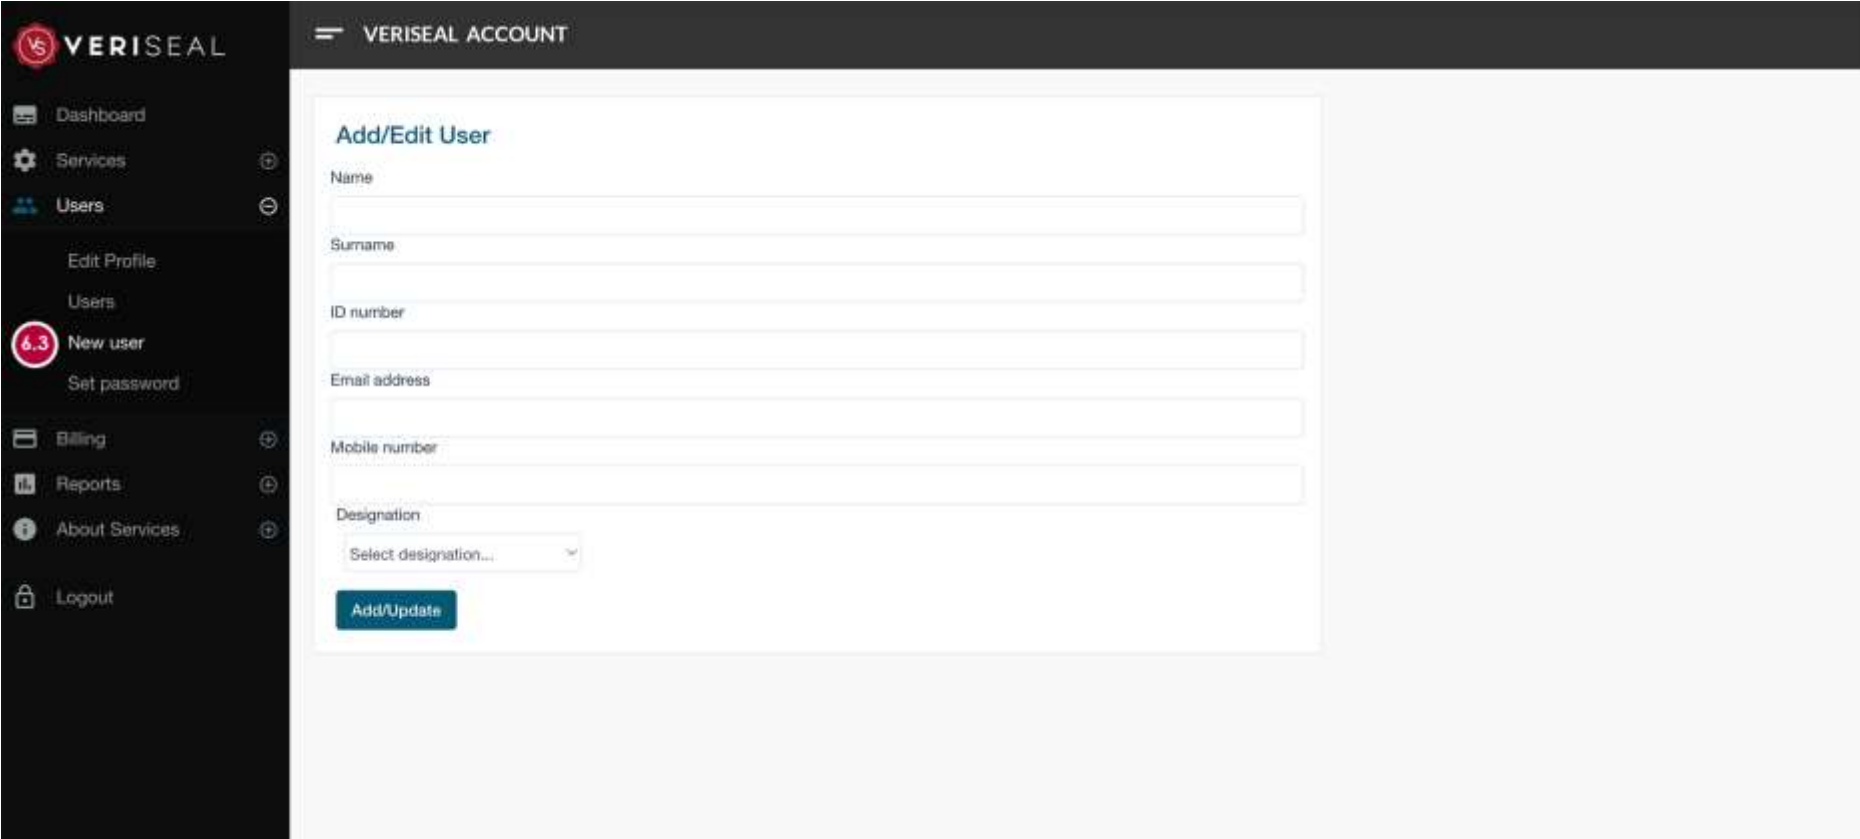 VS VERISEAL
VERISEAL ACCOUNT
Dashboard
Services
Users
Edit Profile
Users
6.3 New user
Set password
Billing
Reports
About Services
Logout
Add/Edit User
Name
Surname
ID number
Email address
Mobile number
Designation
Select designation...
Add/Update